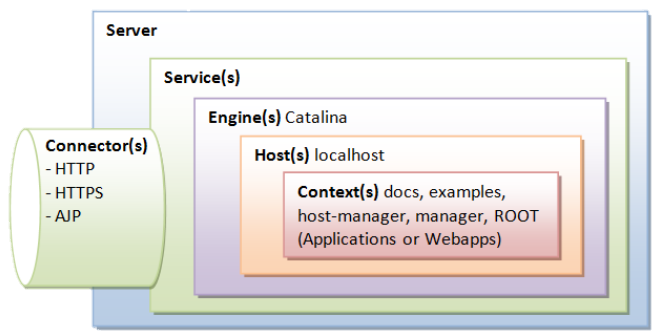 Server
Service(s)
Engine(s) Catalina
Connector(s)
- HTTP
- HTTPS
- AJP
Host(s) localhost
Context(s) docs, examples,
host-manager, manager, ROOT
(Applications or Webapps)